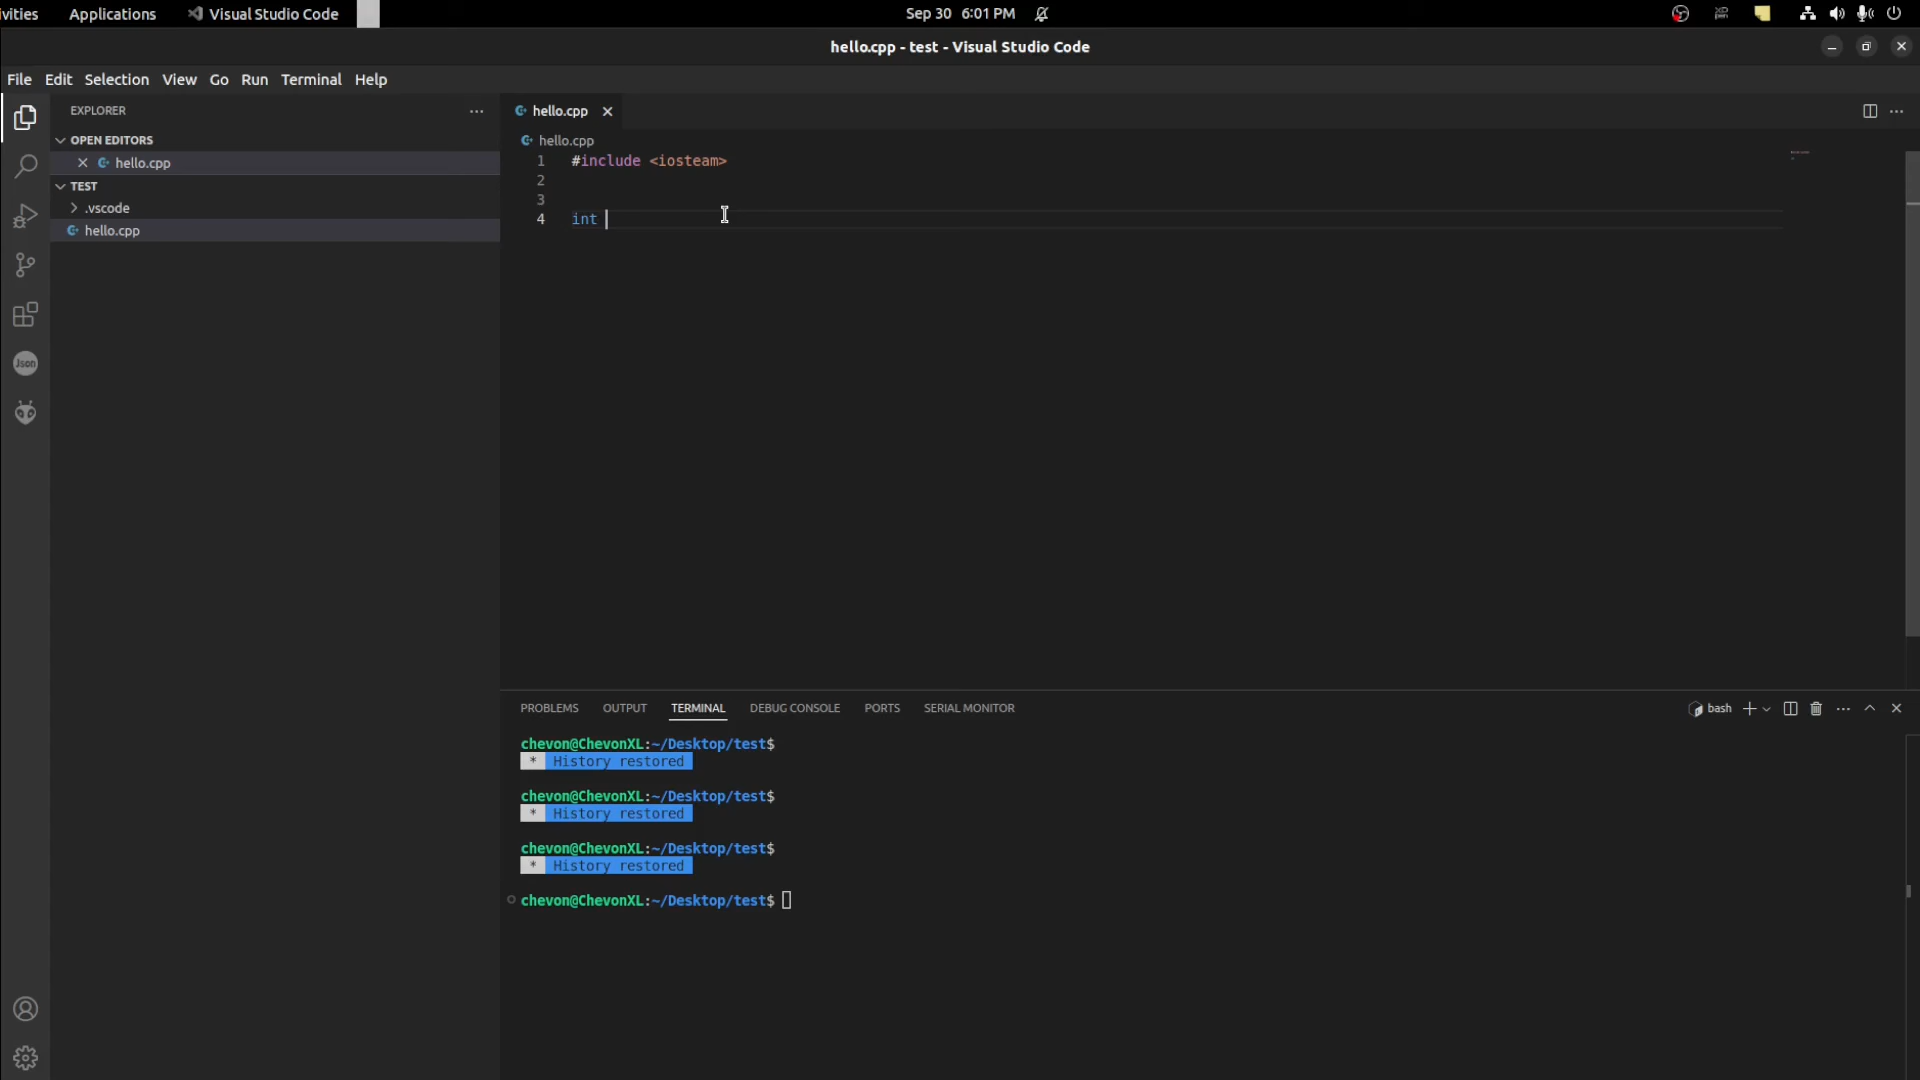 vities Applications Visual Studio Code Sep 30 6:01 PM
hello.cpp - test - Visual Studio Code
File Edit Selection View Go Run Terminal Help
EXPLORER
OPEN EDITORS
hello.cpp
TEST
.vscode
hello.cpp
Json
hello.cpp
hello.cpp
1 #include <iosteam>
2
3
4 int
PROBLEMS OUTPUT TERMINAL DEBUG CONSOLE PORTS SERIAL MONITOR bash
chevon@ChevonXL:~/Desktop/test$
* History restored
chevon@ChevonXL:~/Desktop/test$
* History restored
chevon@ChevonXL:~/Desktop/test$
* History restored
chevon@ChevonXL:~/Desktop/test$